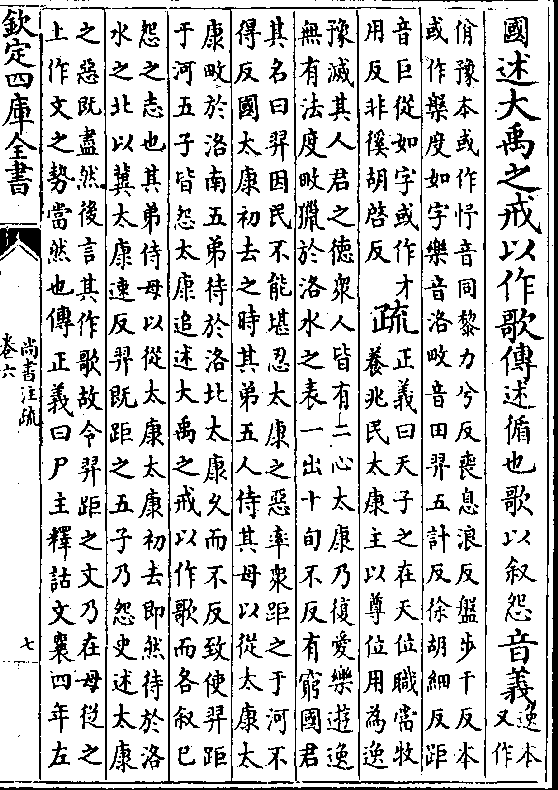 國述大禹之戒以作歌傳述循也歌以叙怨音義逸本又作
佾豫本或作忬音同黎力兮反喪息浪反盤步干反本
或作槃度如字樂音洛畋音田羿五計反徐胡細反距
音巨從如字或作才用反非徯胡啓反疏正義曰天子之在天位職當牧
養兆民太康主以尊位用為逸
豫滅其人君之德衆人皆有二心太康乃復愛樂遊逸
無有法度畋獵於洛水之表一出十旬不反有窮國君
其名曰羿因民不能堪忍太康之惡率衆距之于河不
得反國太康初去之時其弟五人侍其母以從太康太
康畋於洛南五弟待於洛北太康久而不反致使羿距
于河五子皆怨太康追述大禹之戒以作歌而各叙已
怨之志也其弟侍母以從太康太康初去即然待於洛
水之北以冀太康速反羿既距之五子乃怨史述太康
之惡既盡然後言其作歌故令羿距之文乃在母從之
上作文之勢當然也傳正義曰尸主釋詁文襄四年左
欽定四庫全書
尚書注疏
卷六
七